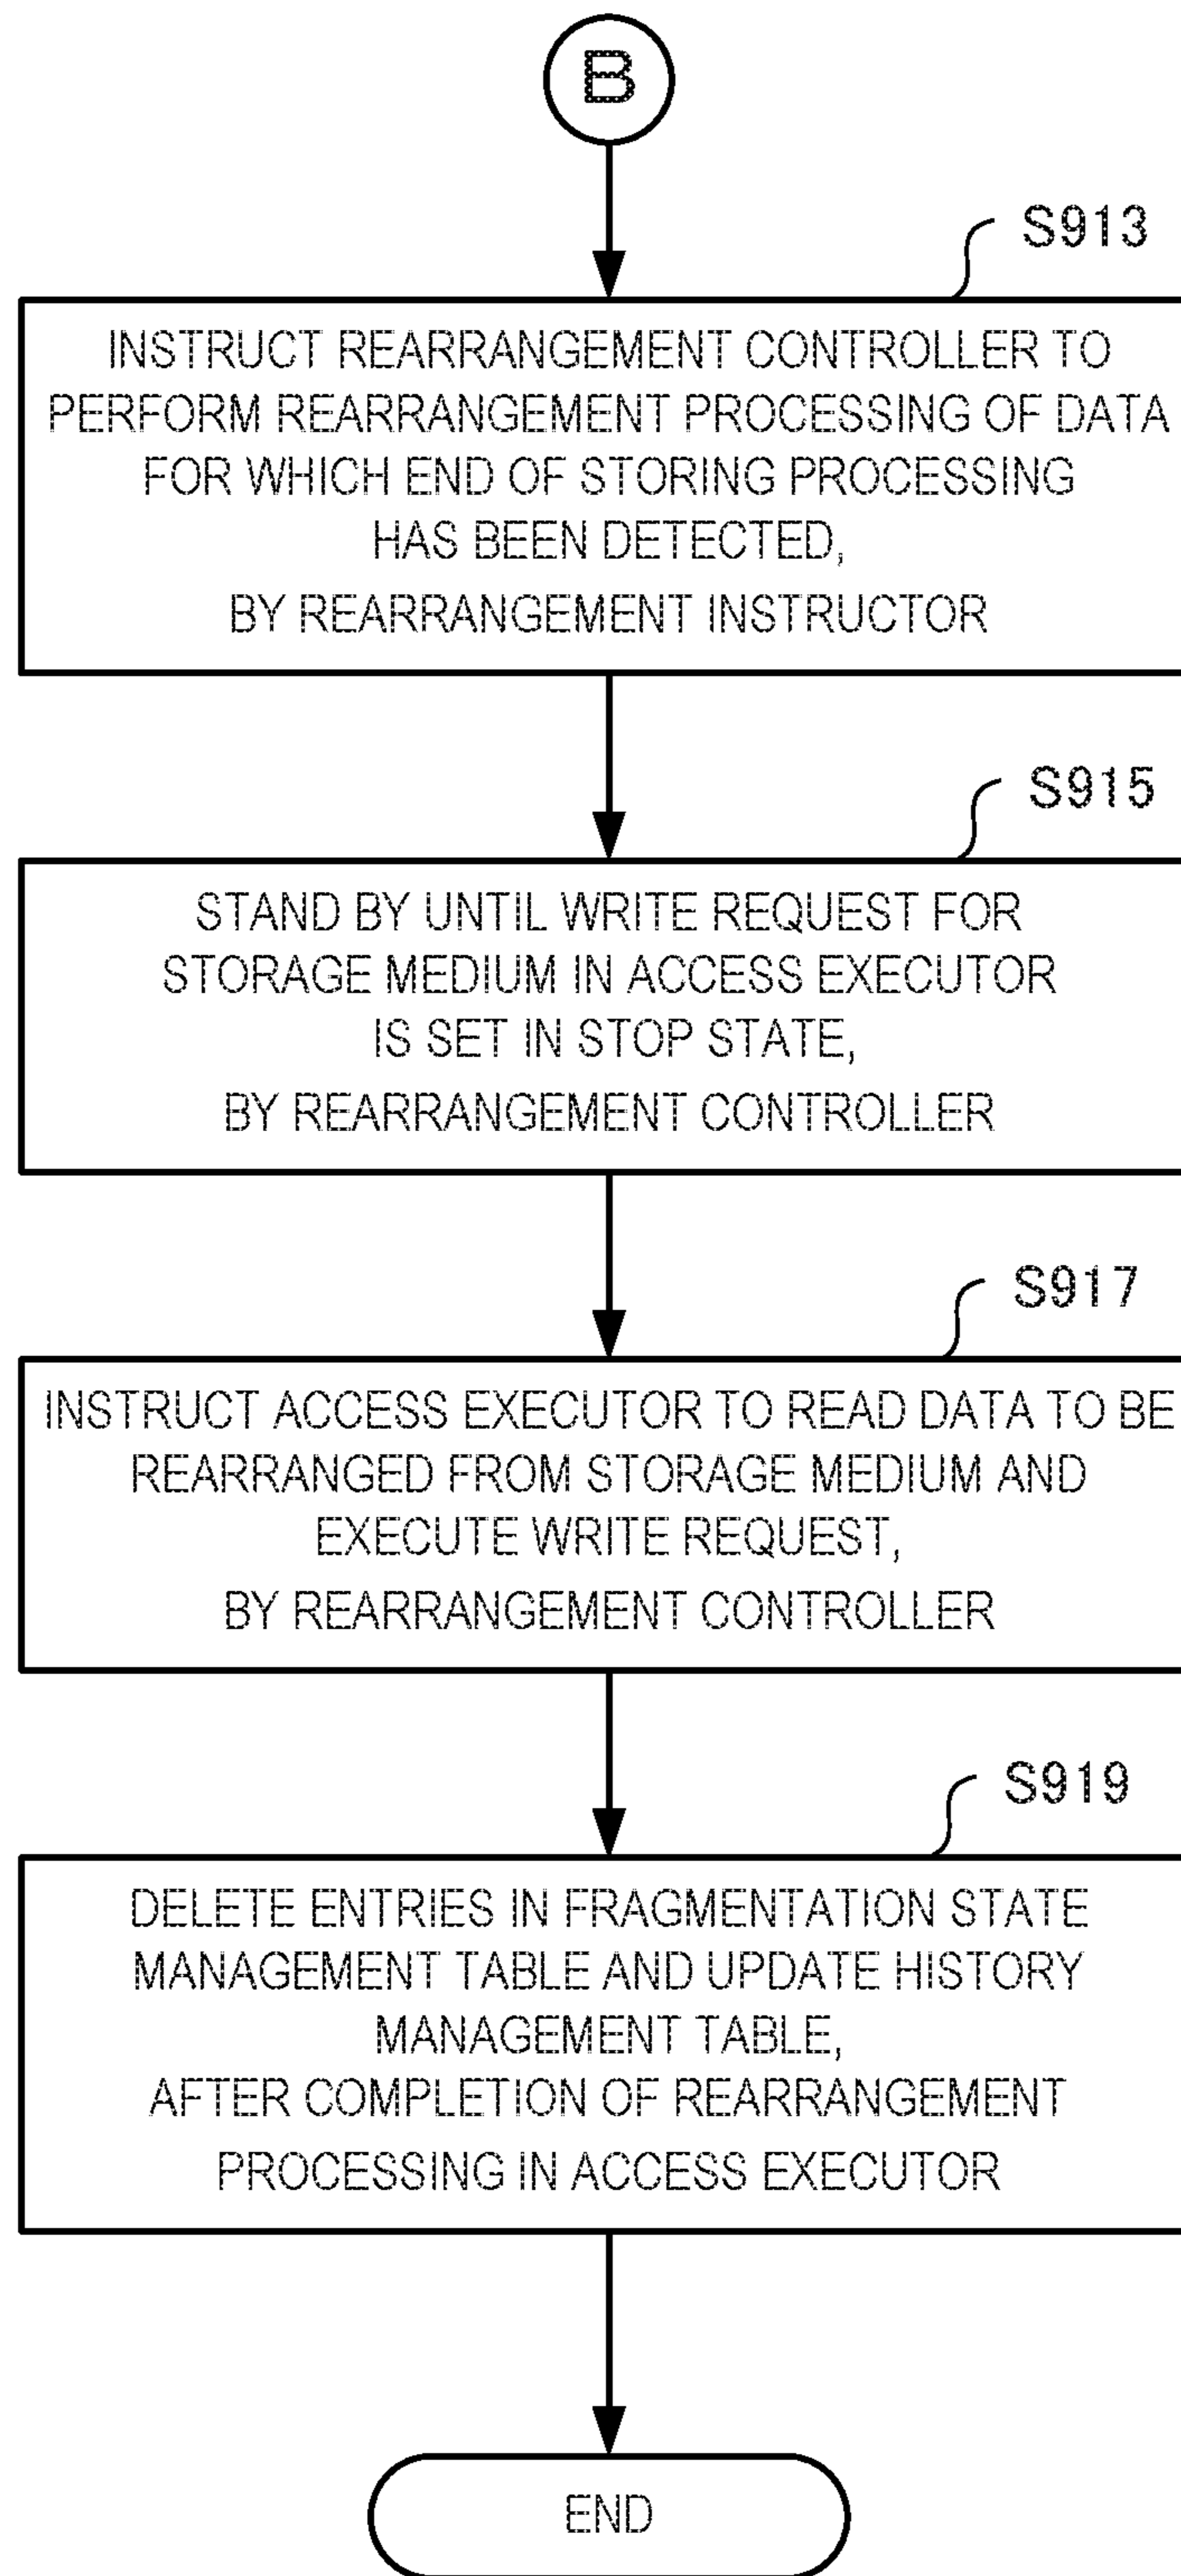 B
S913
INSTRUCT REARRANGEMENT CONTROLLER TO
PERFORM REARRANGEMENT PROCESSING OF DATA
FOR WHICH END OF STORING PROCESSING
HAS BEEN DETECTED,
BY REARRANGEMENT INSTRUCTOR
S915
STAND BY UNTIL WRITE REQUEST FOR
STORAGE MEDIUM IN ACCESS EXECUTOR
IS SET IN STOP STATE,
BY REARRANGEMENT CONTROLLER
S917
INSTRUCT ACCESS EXECUTOR TO READ DATA TO BE
REARRANGED FROM STORAGE MEDIUM AND
EXECUTE WRITE REQUEST,
BY REARRANGEMENT CONTROLLER
S919
DELETE ENTRIES IN FRAGMENTATION STATE
MANAGEMENT TABLE AND UPDATE HISTORY
MANAGEMENT TABLE,
AFTER COMPLETION OF REARRANGEMENT
PROCESSING IN ACCESS EXECUTOR
END